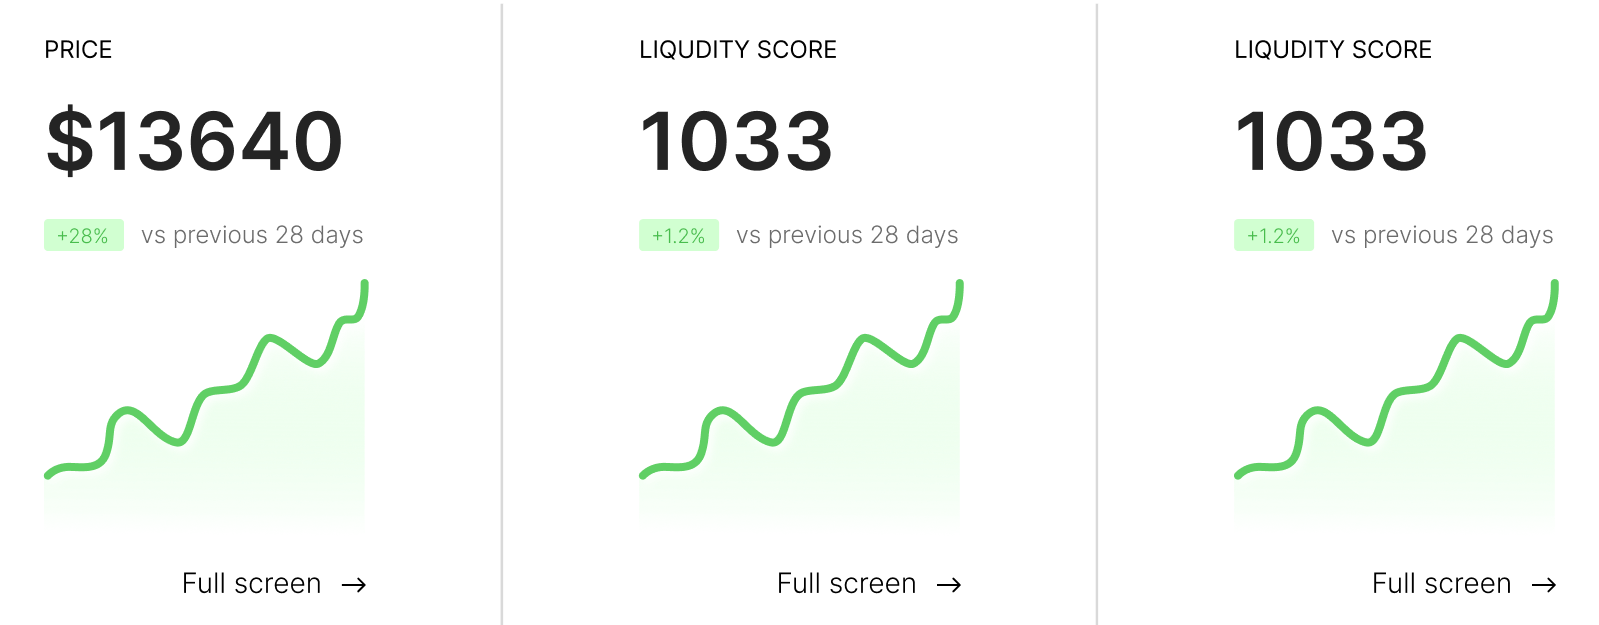 PRICE
$13640
+28% vs previous 28 days
Full screen →
LIQUDITY SCORE
1033
+1.2% vs previous 28 days
Full screen →
LIQUDITY SCORE
1033
+1.2% vs previous 28 days
Full screen →